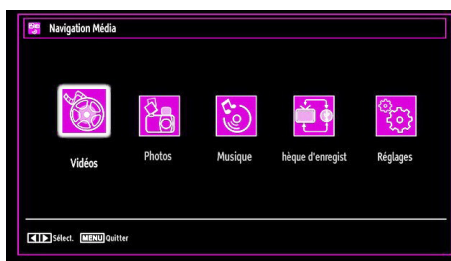 Navigation Média
Vidéos Photos Musique hèque d'enregist Réglages
Sélect. MENU Quitter